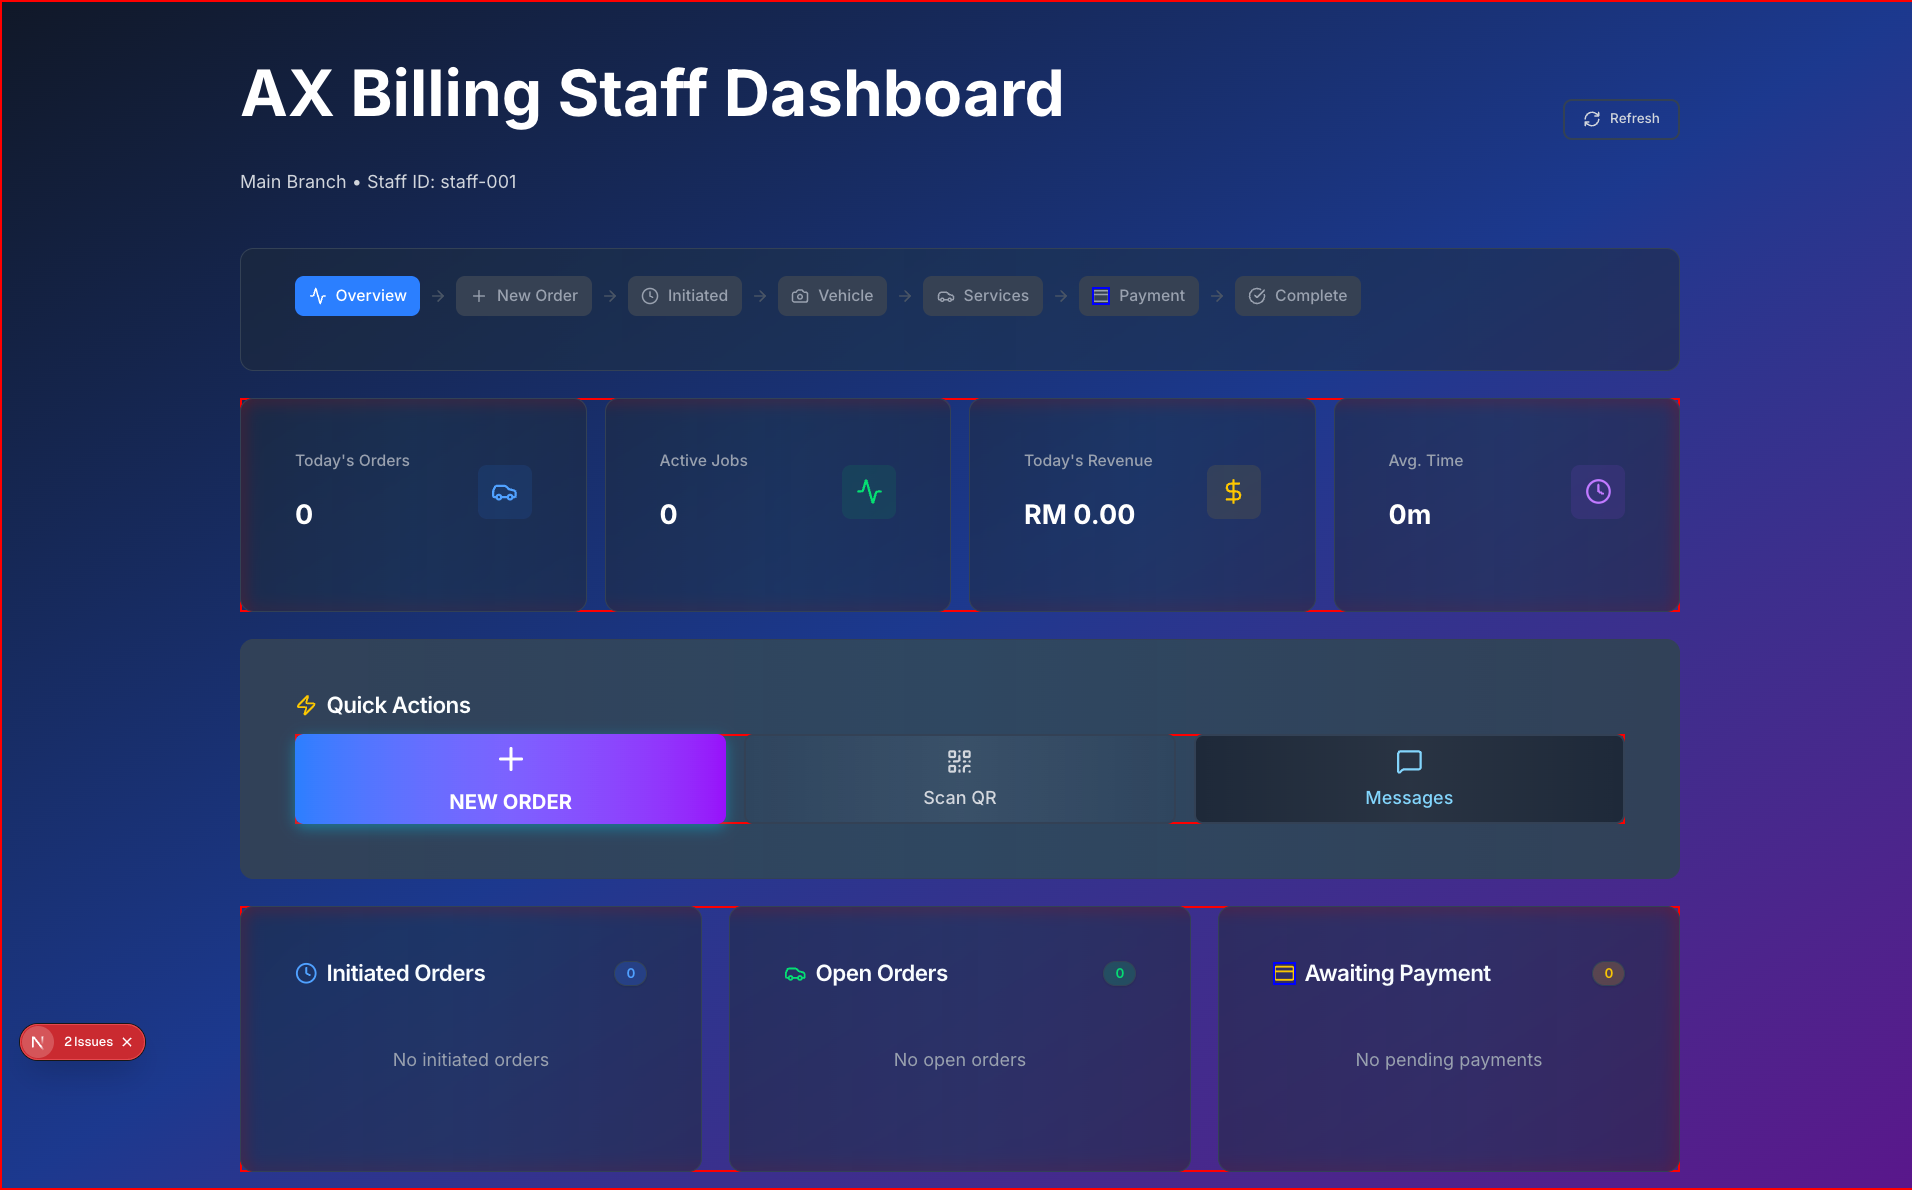 AX Billing Staff Dashboard
Refresh
Main Branch • Staff ID: staff-001
Overview
New Order
Initiated
Vehicle
Services
Payment
Complete
Today's Orders
0
Active Jobs
0
Today's Revenue
RM 0.00
Avg. Time
0m
Quick Actions
NEW ORDER
Scan QR
Messages
Initiated Orders
0
No initiated orders
Open Orders
0
No open orders
Awaiting Payment
0
No pending payments
N
2 Issues